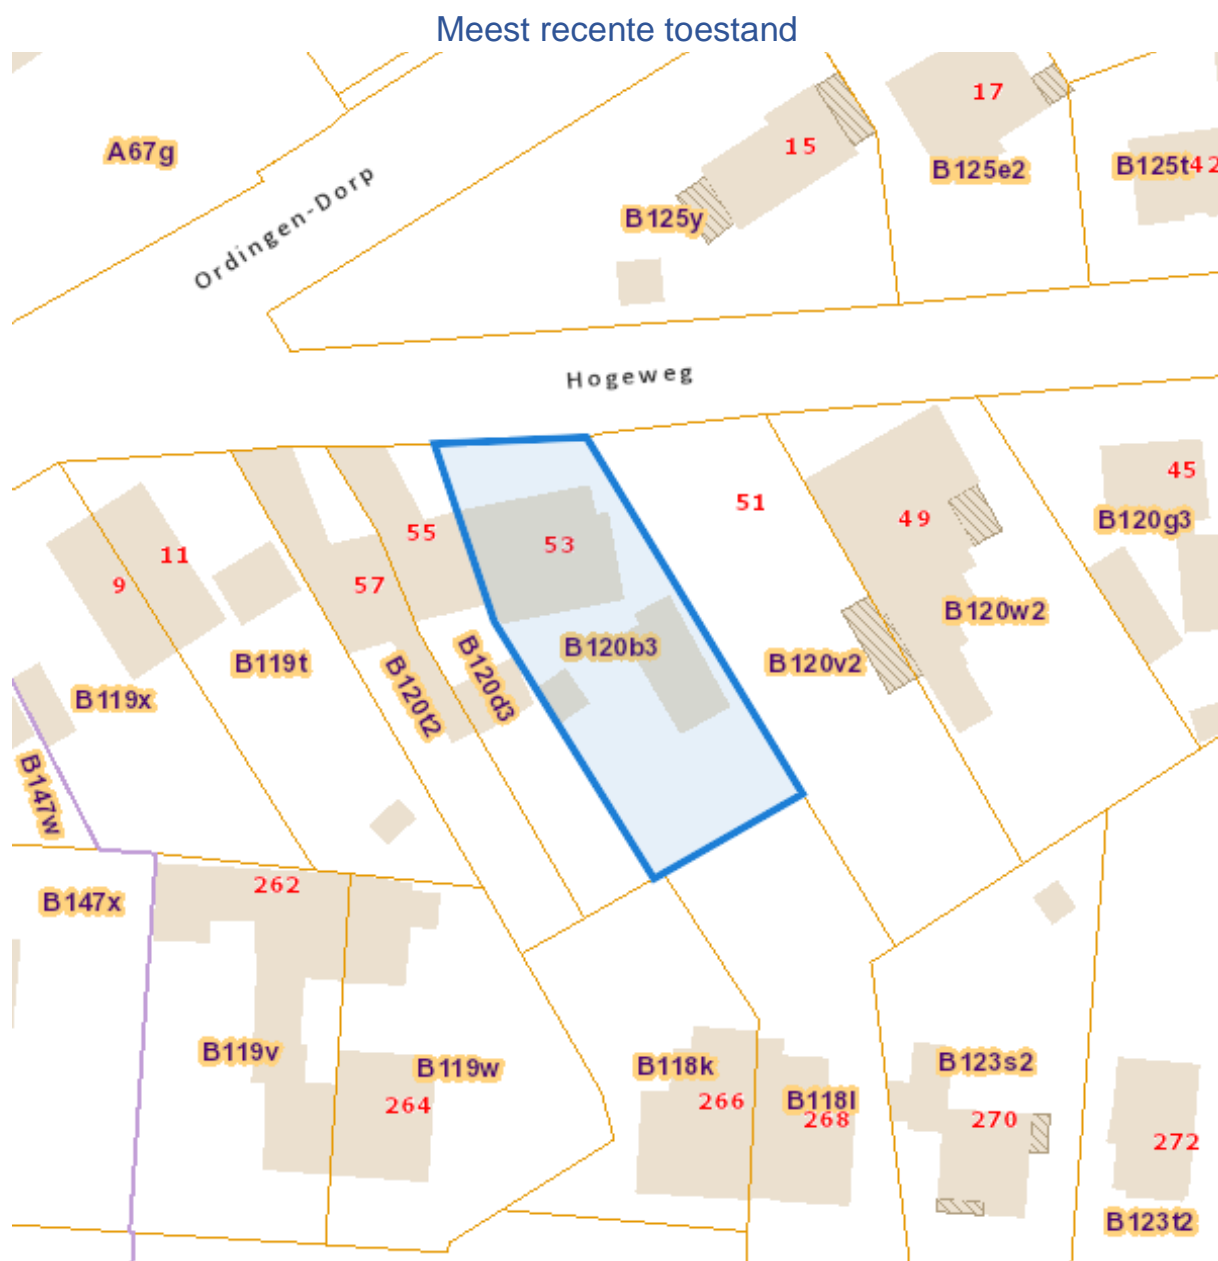 Meest recente toestand
17
15
A67g
B125e2
B125t
42
Ordingen-Dorp
B125y
Hogeweg
45
51
49
B120g3
55
53
11
57
9
B120w2
B120b3
B119t
B120v2
B120d3
B120t2
B119x
B147w
262
B147x
B119v
B119w
B118k
B123s2
264
266
B118l
268
270
272
B123t2